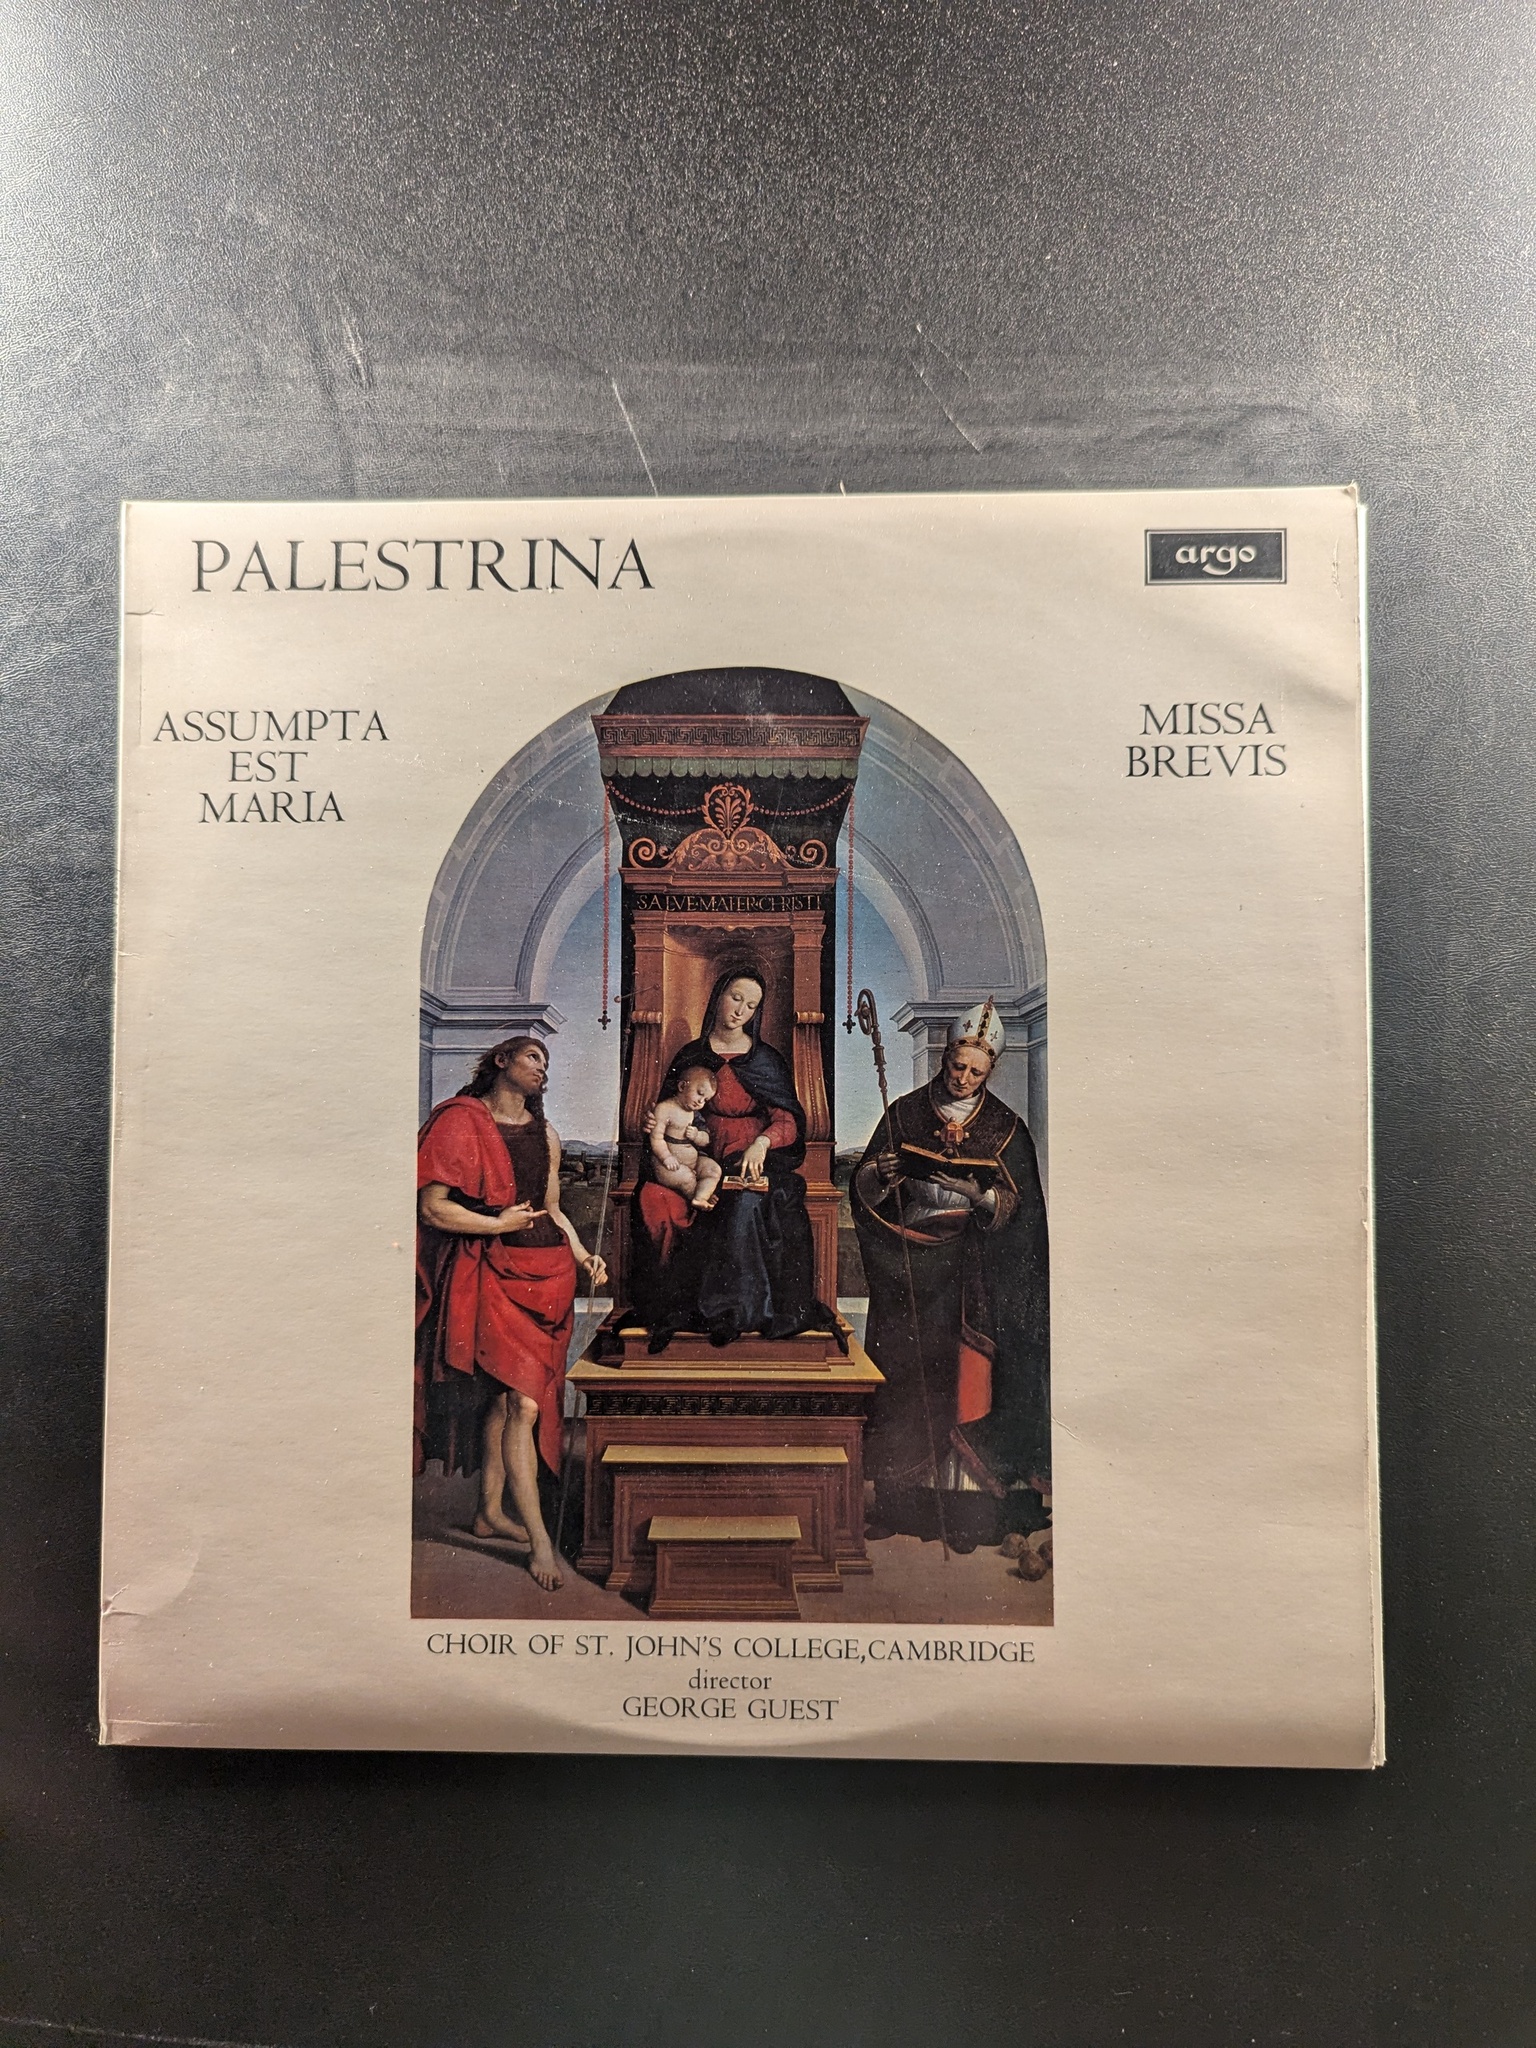 PALESTRINA
argo
ASSUMPTA
EST
MARIA
MISSA
BREVIS
SALVE·MATER·CHRISTI
CHOIR OF ST. JOHN'S COLLEGE,CAMBRIDGE
director
GEORGE GUEST